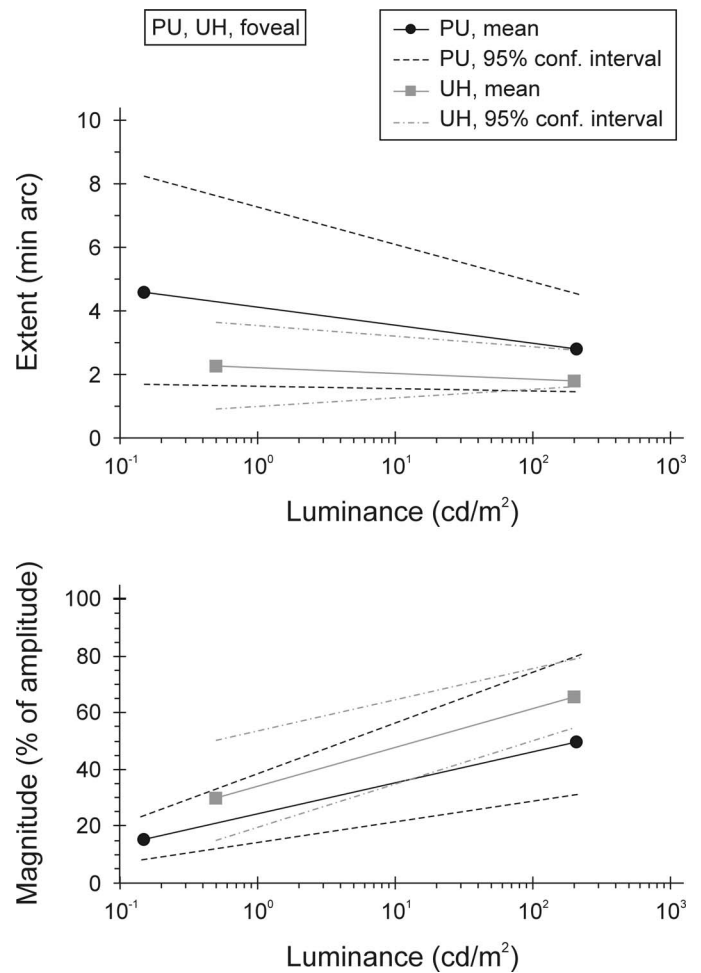 PU, UH, foveal
PU, mean
PU, 95% conf. interval
UH, mean
UH, 95% conf. interval
Extent (min arc)
10
8
6
4
2
0
10⁻¹ 10⁰ 10¹ 10² 10³
Luminance (cd/m²)
Magnitude (% of amplitude)
100
80
60
40
20
0
10⁻¹ 10⁰ 10¹ 10² 10³
Luminance (cd/m²)